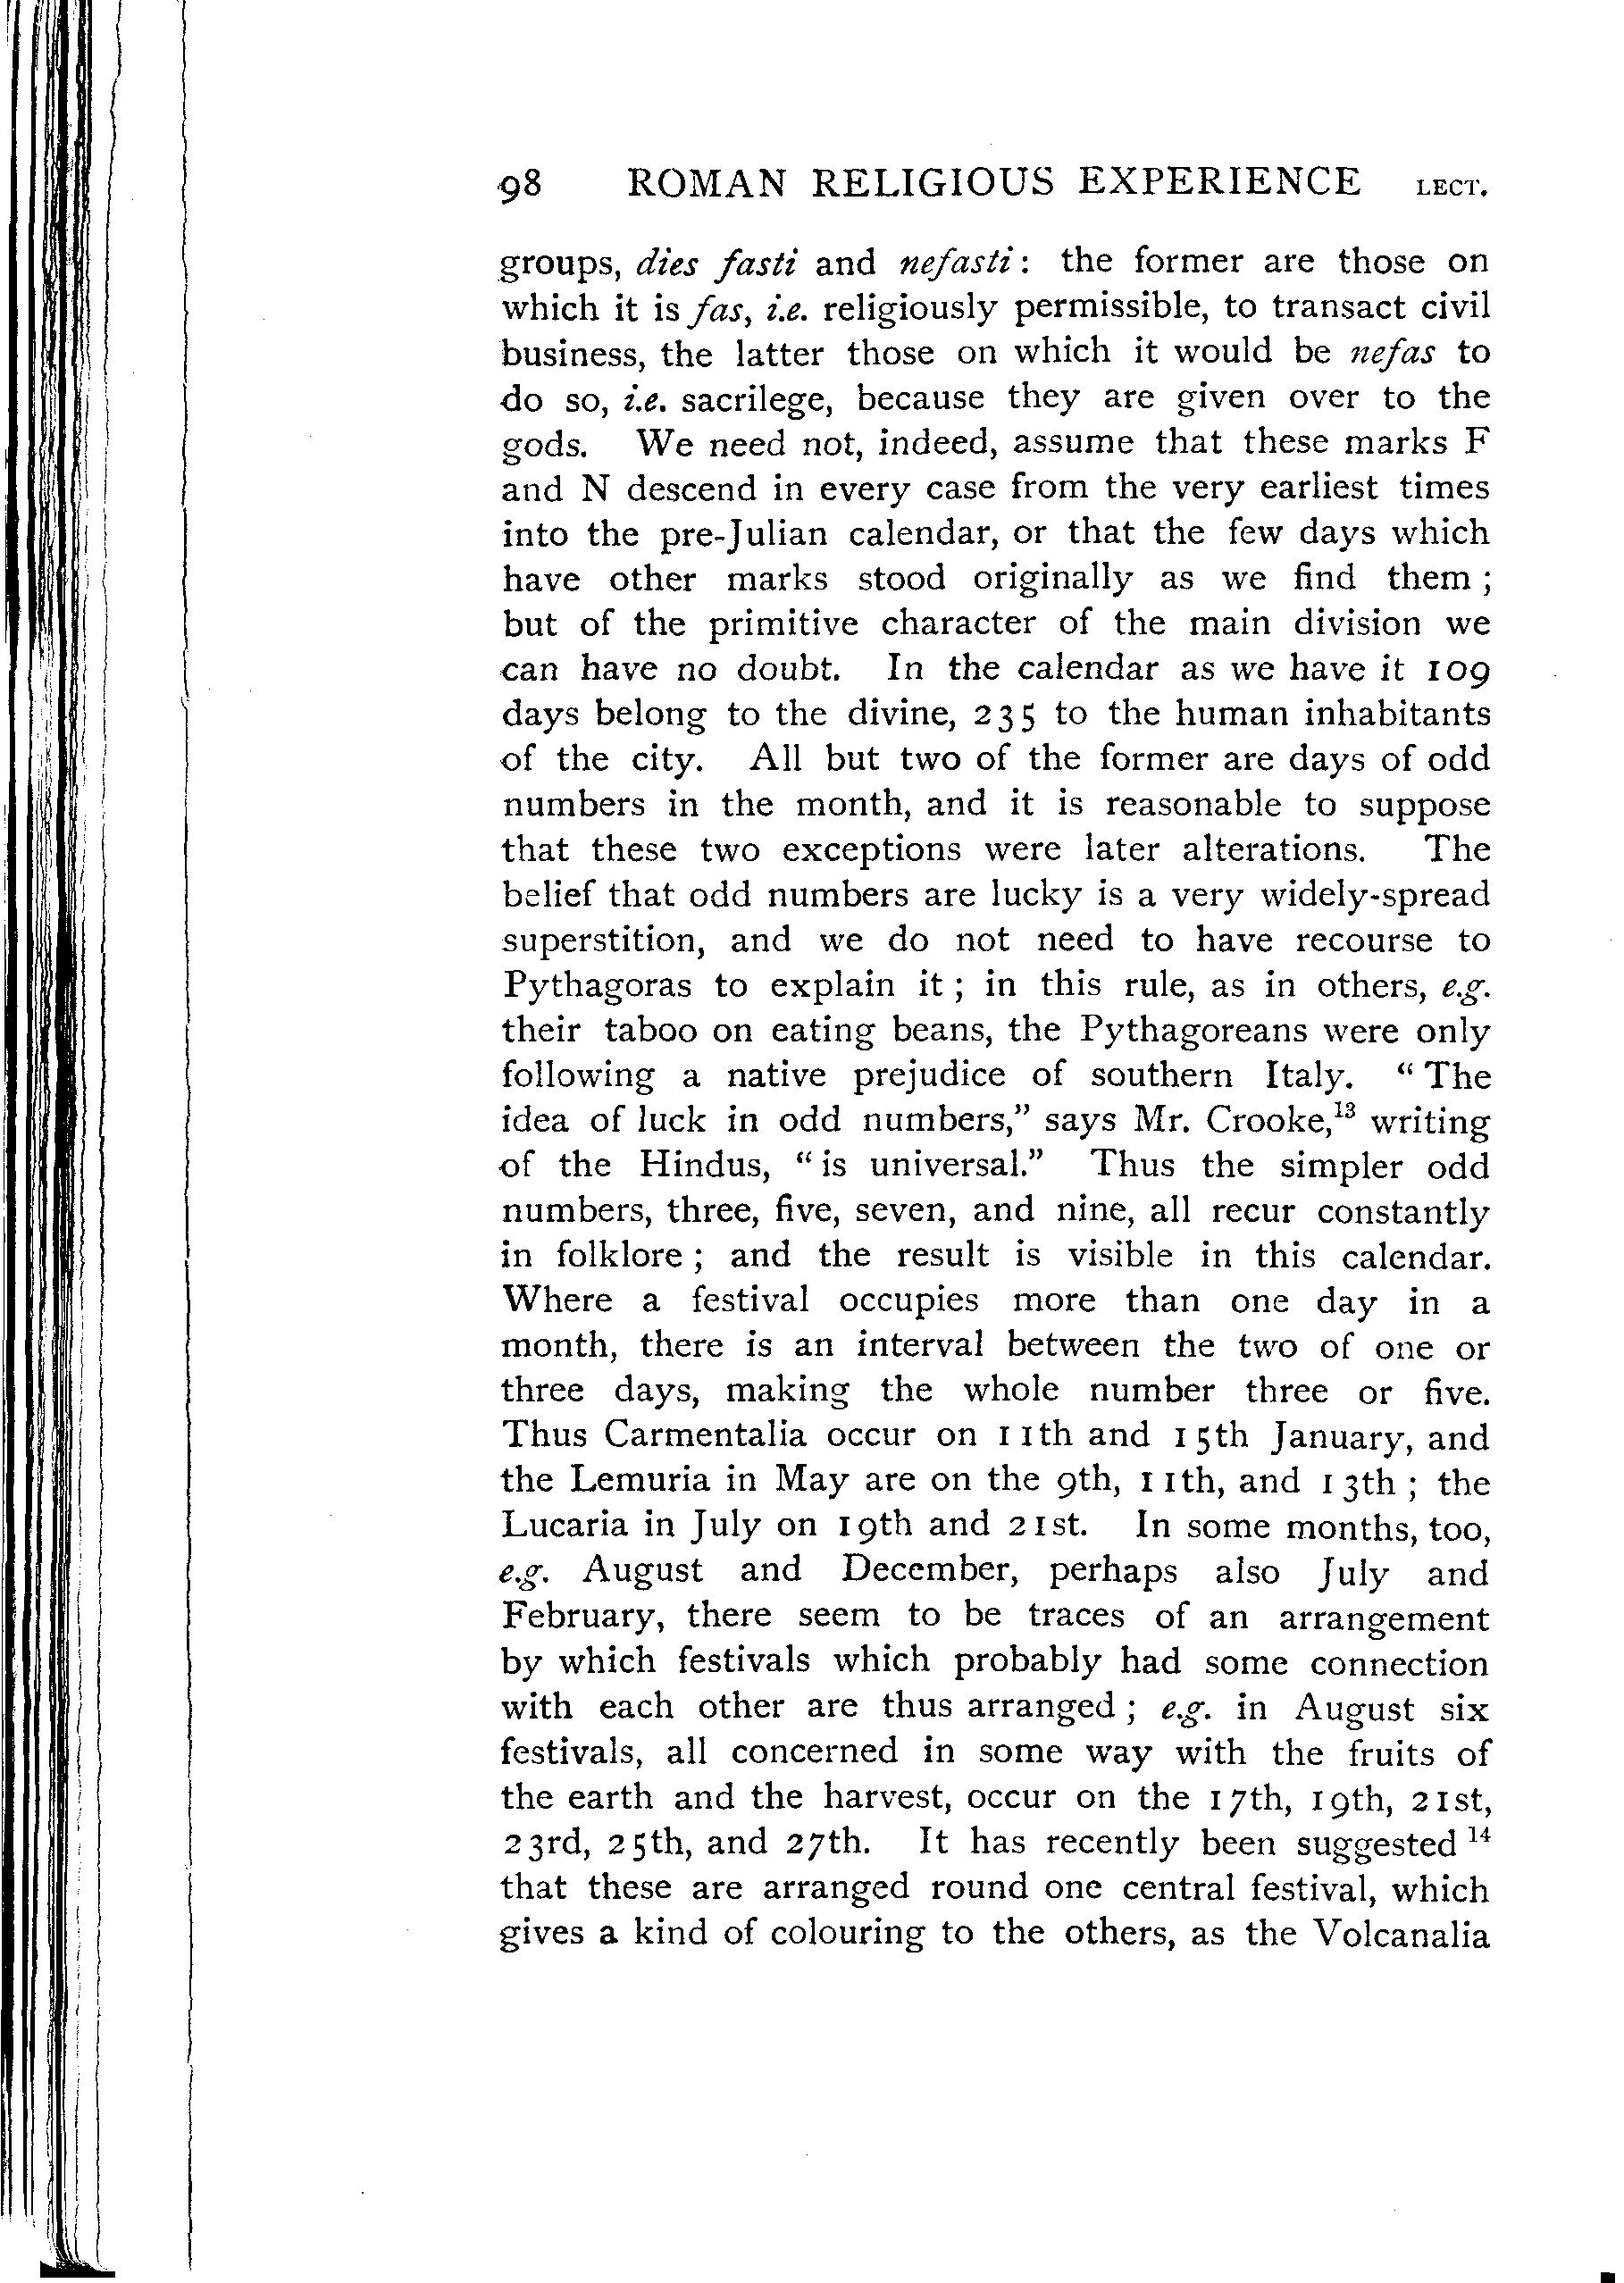 98 ROMAN RELIGIOUS EXPERIENCE LECT.
groups, dies fasti and nefasti : the former are those on
which it is fas, i.e. religiously permissible, to transact civil
business, the latter those on which it would be nefas to
do so, i.e. sacrilege, because they are given over to the
gods. We need not, indeed, assume that these marks F
and N descend in every case from the very earliest times
into the pre-Julian calendar, or that the few days which
have other marks stood originally as we find them ;
but of the primitive character of the main division we
can have no doubt. In the calendar as we have it 109
days belong to the divine, 235 to the human inhabitants
of the city. All but two of the former are days of odd
numbers in the month, and it is reasonable to suppose
that these two exceptions were later alterations. The
belief that odd numbers are lucky is a very widely-spread
superstition, and we do not need to have recourse to
Pythagoras to explain it ; in this rule, as in others, e.g.
their taboo on eating beans, the Pythagoreans were only
following a native prejudice of southern Italy. “ The
idea of luck in odd numbers,” says Mr. Crooke,¹³ writing
of the Hindus, “ is universal.” Thus the simpler odd
numbers, three, five, seven, and nine, all recur constantly
in folklore ; and the result is visible in this calendar.
Where a festival occupies more than one day in a
month, there is an interval between the two of one or
three days, making the whole number three or five.
Thus Carmentalia occur on 11th and 15th January, and
the Lemuria in May are on the 9th, 11th, and 13th ; the
Lucaria in July on 19th and 21st. In some months, too,
e.g. August and December, perhaps also July and
February, there seem to be traces of an arrangement
by which festivals which probably had some connection
with each other are thus arranged ; e.g. in August six
festivals, all concerned in some way with the fruits of
the earth and the harvest, occur on the 17th, 19th, 21st,
23rd, 25th, and 27th. It has recently been suggested ¹⁴
that these are arranged round one central festival, which
gives a kind of colouring to the others, as the Volcanalia